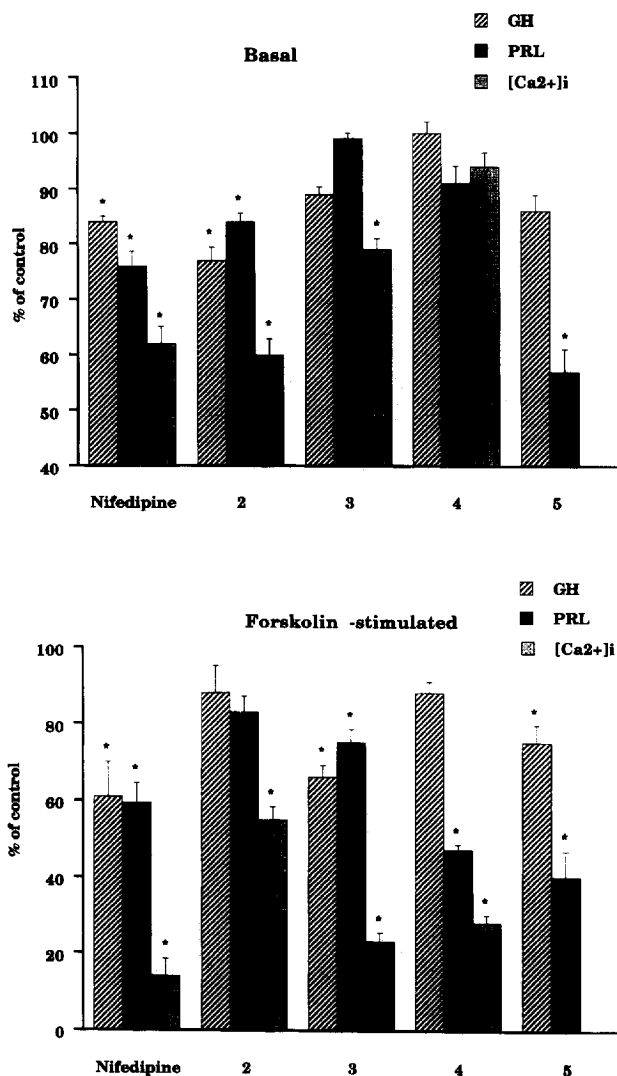 GH
PRL
[Ca2+]i
Basal
110
100
90
80
70
60
50
40
% of control
* * * * * * * *
Nifedipine 2 3 4 5
GH
PRL
[Ca2+]i
Forskolin -stimulated
100
80
60
40
20
0
% of control
* * * * * * * * * * *
Nifedipine 2 3 4 5